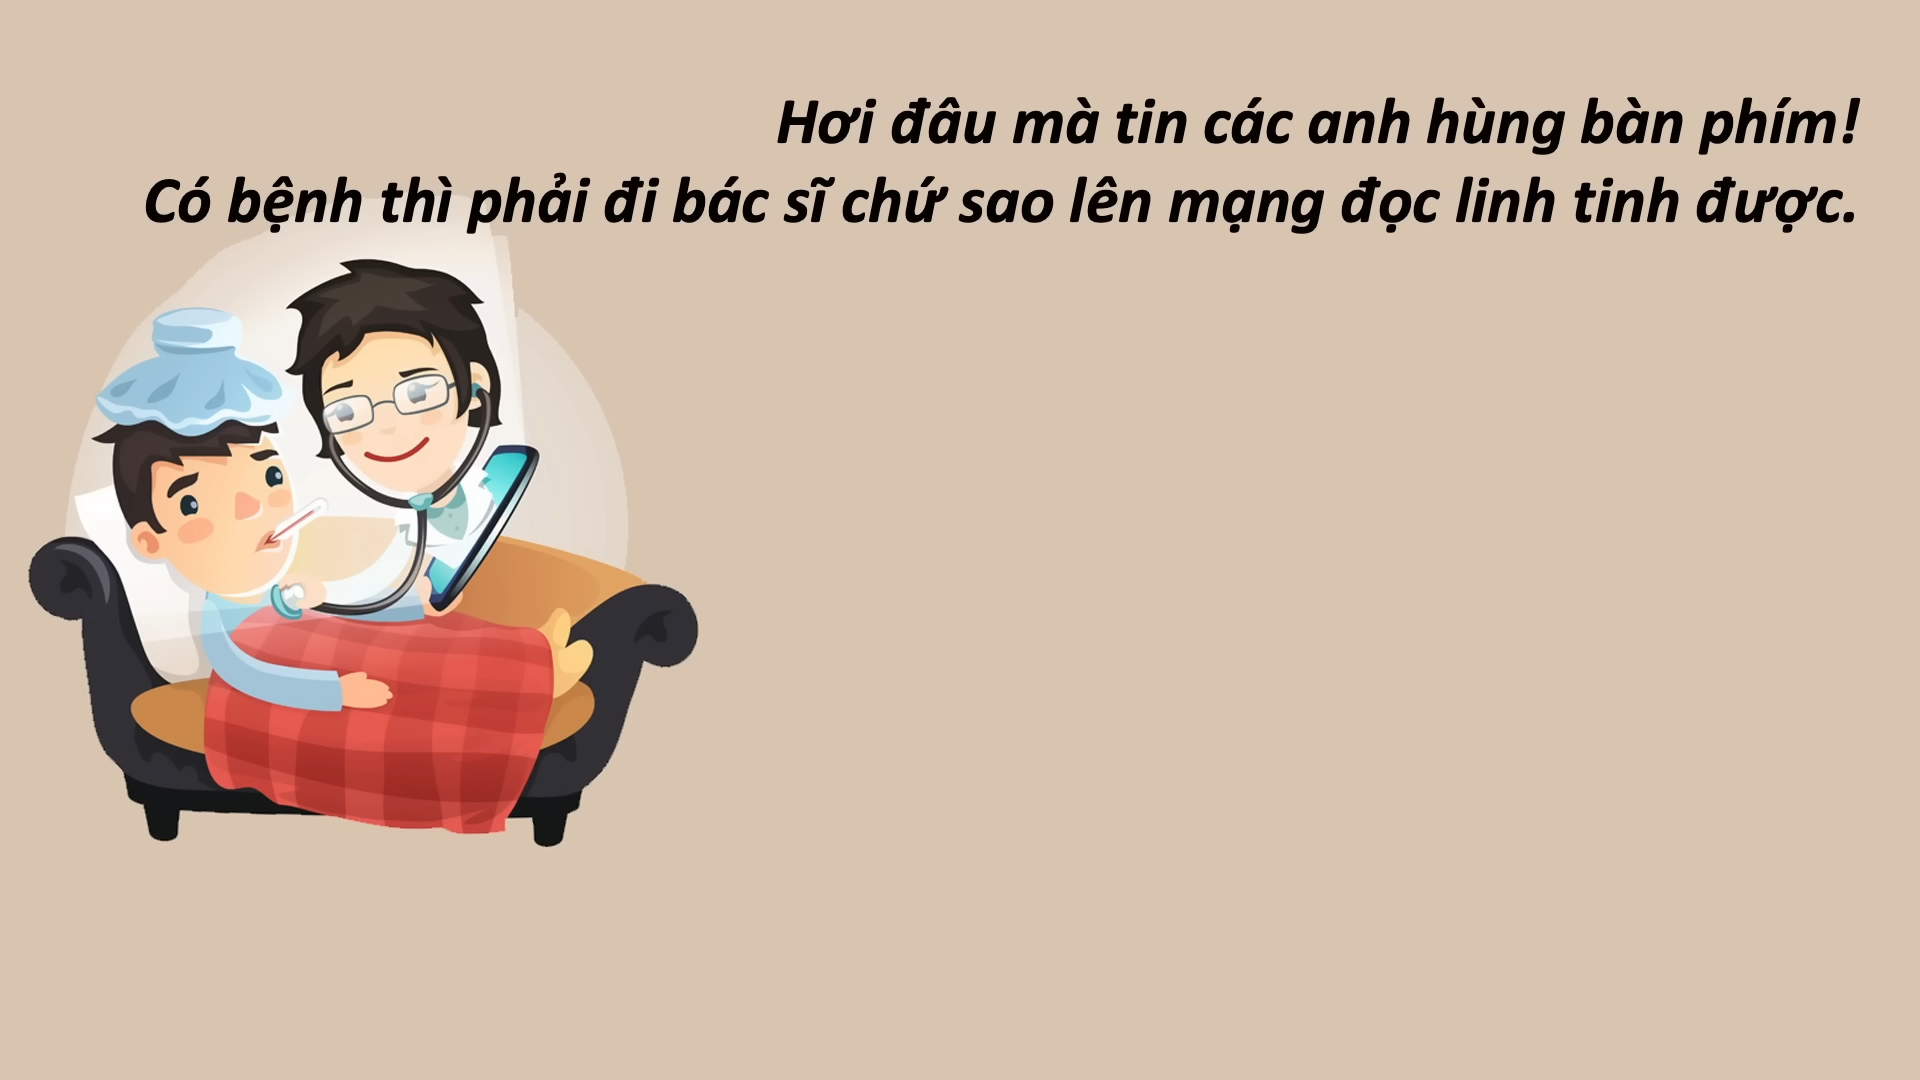 Hơi đâu mà tin các anh hùng bàn phím!
Có bệnh thì phải đi bác sĩ chứ sao lên mạng đọc linh tinh được.